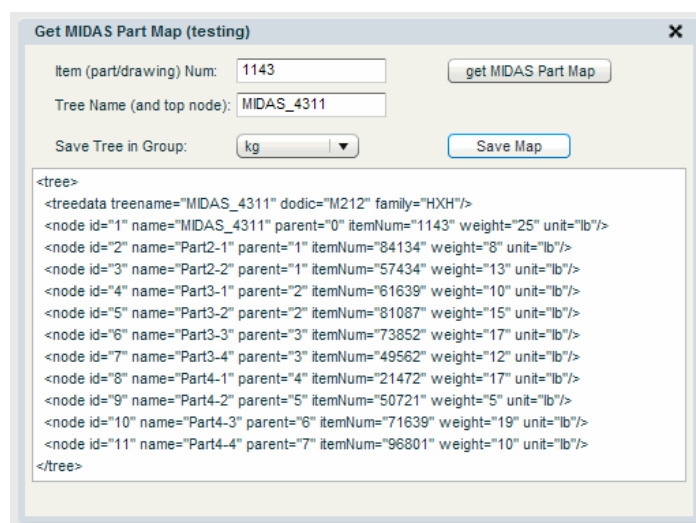 Get MIDAS Part Map (testing)
Item (part/drawing) Num: 1143 get MIDAS Part Map
Tree Name (and top node): MIDAS_4311
Save Tree in Group: kg Save Map
<tree>
<treedata treename="MIDAS_4311" dodic="M212" family="HXH"/>
<node id="1" name="MIDAS_4311" parent="0" itemNum="1143" weight="25" unit="lb"/>
<node id="2" name="Part2-1" parent="1" itemNum="84134" weight="8" unit="lb"/>
<node id="3" name="Part2-2" parent="1" itemNum="57434" weight="13" unit="lb"/>
<node id="4" name="Part3-1" parent="2" itemNum="61639" weight="10" unit="lb"/>
<node id="5" name="Part3-2" parent="2" itemNum="81087" weight="15" unit="lb"/>
<node id="6" name="Part3-3" parent="3" itemNum="73852" weight="17" unit="lb"/>
<node id="7" name="Part3-4" parent="3" itemNum="49562" weight="12" unit="lb"/>
<node id="8" name="Part4-1" parent="4" itemNum="21472" weight="17" unit="lb"/>
<node id="9" name="Part4-2" parent="5" itemNum="50721" weight="5" unit="lb"/>
<node id="10" name="Part4-3" parent="6" itemNum="71639" weight="19" unit="lb"/>
<node id="11" name="Part4-4" parent="7" itemNum="96801" weight="10" unit="lb"/>
</tree>